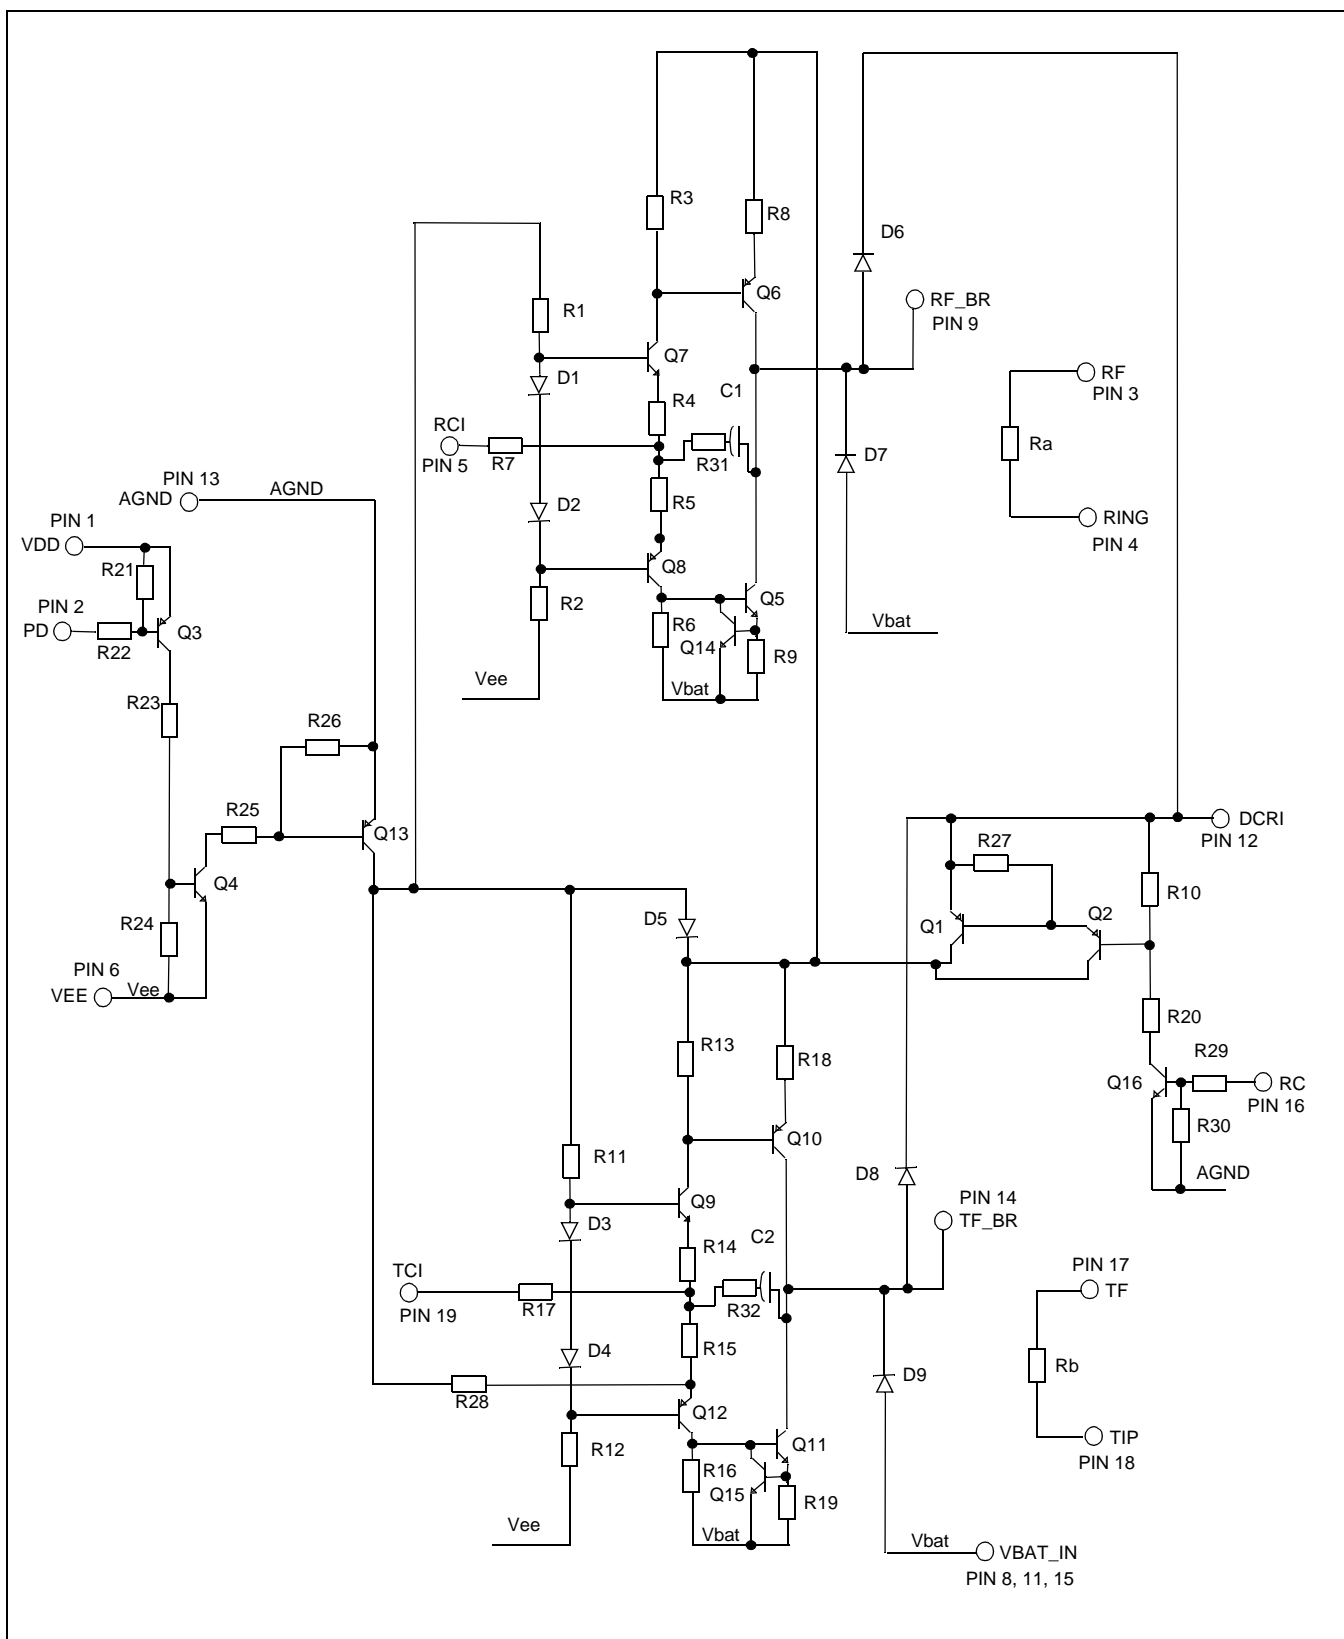 R3
R8
D6
R1
Q6
RF_BR
PIN 9
Q7
D1
C1
RF
PIN 3
R4
RCI
PIN 5
R7
R31
D7
Ra
PIN 13
AGND
AGND
R5
D2
RING
PIN 4
PIN 1
VDD
R21
Q8
PIN 2
PD
R22
Q3
R2
R6
Q5
Q14
R9
Vbat
Vee
Vbat
R23
R26
R25
Q13
DCRI
PIN 12
R27
Q4
R10
R24
D5
Q1
Q2
PIN 6
VEE
Vee
R20
R13
R18
R29
Q16
RC
PIN 16
R30
Q10
R11
D8
AGND
Q9
PIN 14
TF_BR
D3
R14
C2
TCI
PIN 19
R17
R32
PIN 17
TF
D4
R15
D9
Rb
R28
Q12
R12
R16
Q11
TIP
PIN 18
Q15
R19
Vee
Vbat
Vbat
VBAT_IN
PIN 8, 11, 15